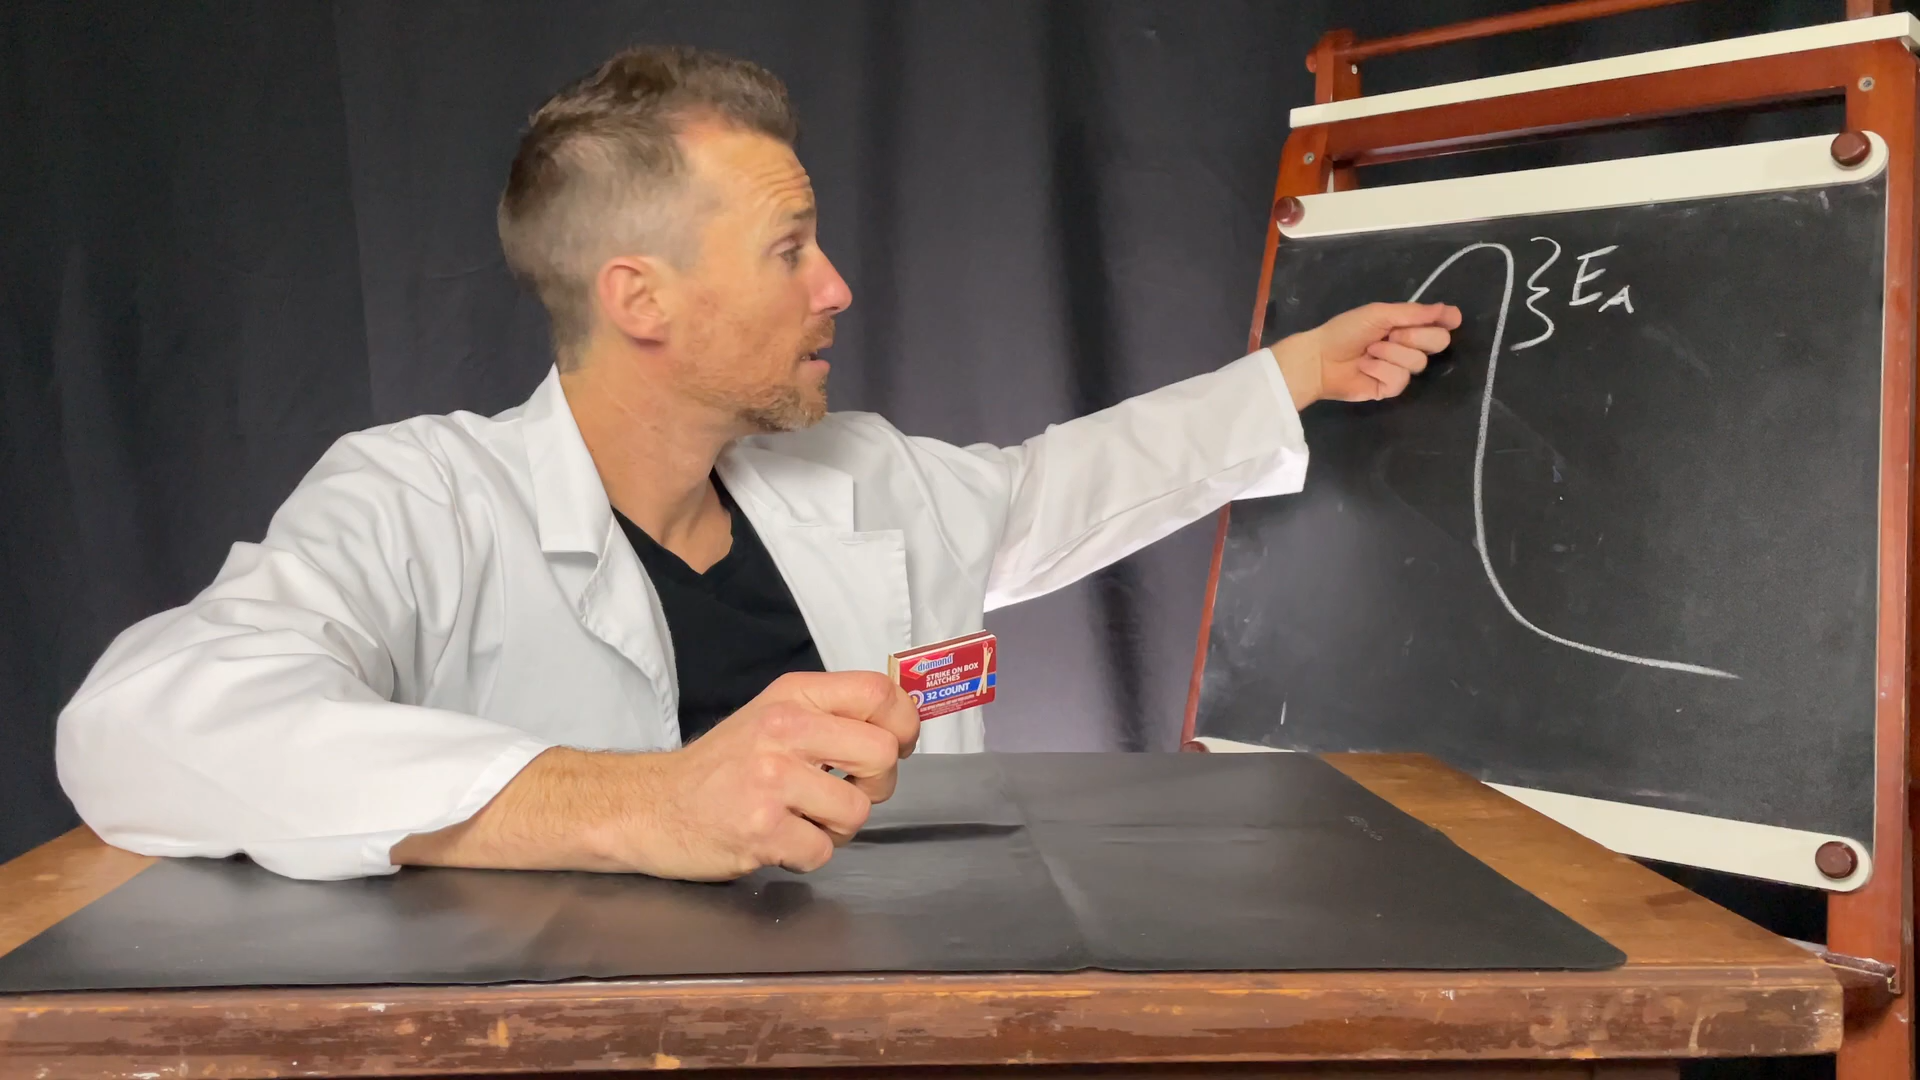 diamond
STRIKE ON BOX
MATCHES
32 COUNT
EA